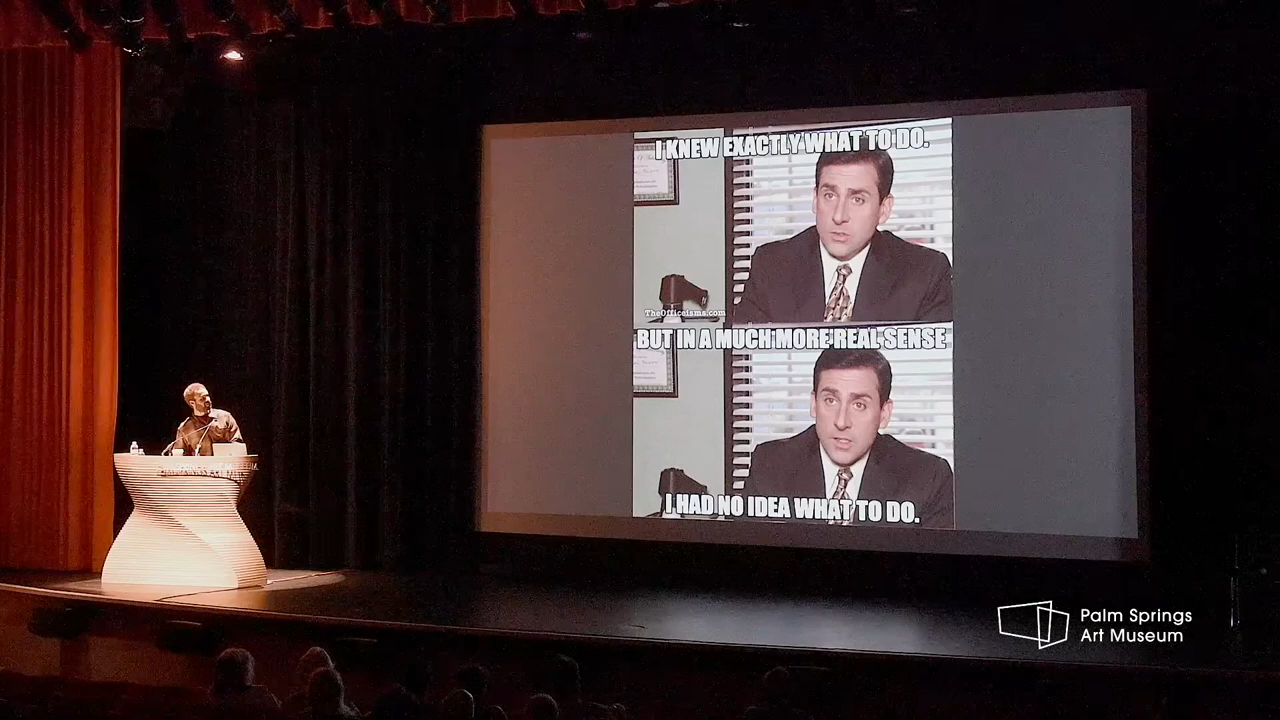 I KNEW EXACTLY WHAT TO DO.
TheOfficeisms.com
BUT IN A MUCH MORE REAL SENSE
I HAD NO IDEA WHAT TO DO.
Palm Springs
Art Museum